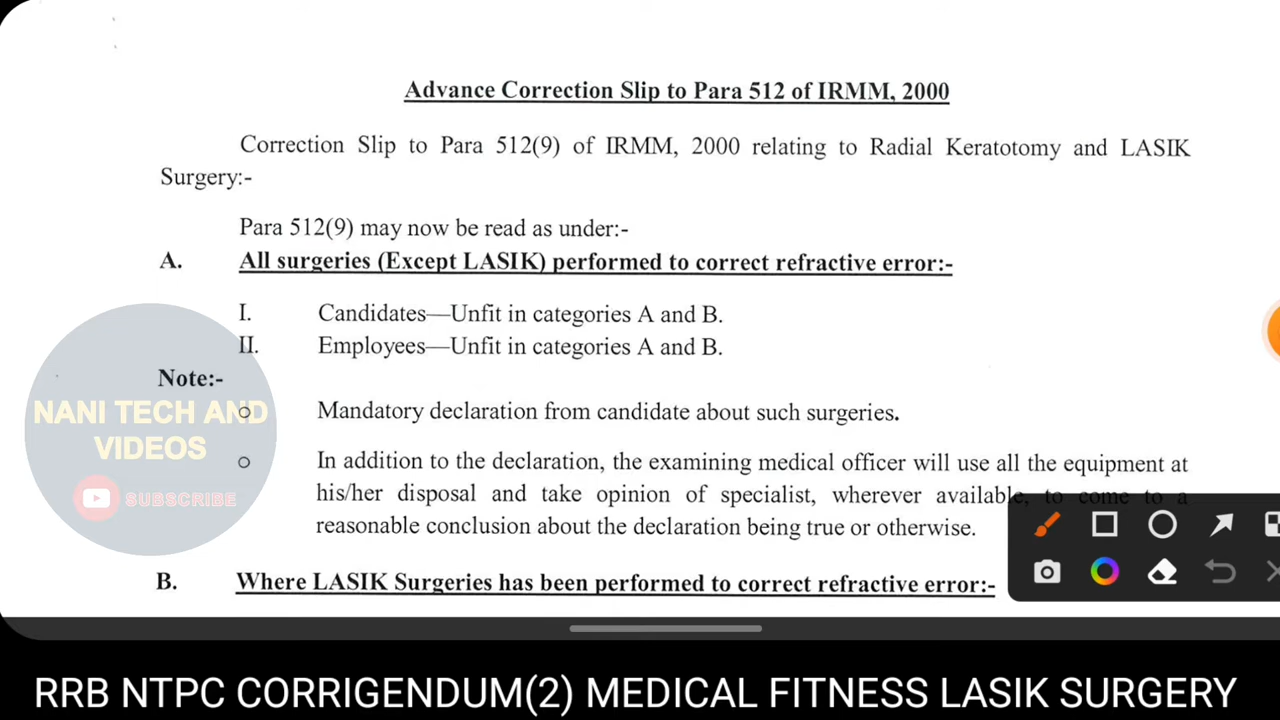 Advance Correction Slip to Para 512 of IRMM, 2000
Correction Slip to Para 512(9) of IRMM, 2000 relating to Radial Keratotomy and LASIK
Surgery:-
Para 512(9) may now be read as under:-
A. All surgeries (Except LASIK) performed to correct refractive error:-
I. Candidates—Unfit in categories A and B.
II. Employees—Unfit in categories A and B.
Note:-
o Mandatory declaration from candidate about such surgeries.
o In addition to the declaration, the examining medical officer will use all the equipment at
his/her disposal and take opinion of specialist, wherever available, to come to a
reasonable conclusion about the declaration being true or otherwise.
B. Where LASIK Surgeries has been performed to correct refractive error:-
NANI TECH AND
VIDEOS
SUBSCRIBE
RRB NTPC CORRIGENDUM(2) MEDICAL FITNESS LASIK SURGERY